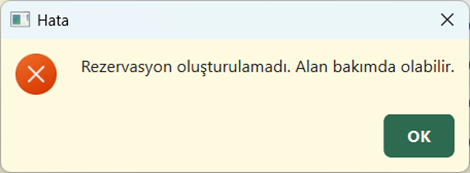 Hata
Rezervasyon oluşturulamadı. Alan bakımda olabilir.
OK